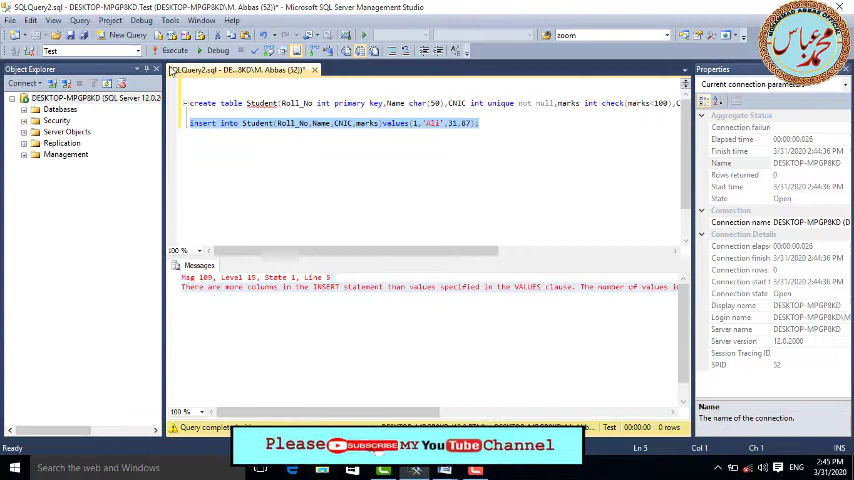 SQLQuery2.sql - DESKTOP-MPGP8KD.Test (DESKTOP-MPGP8KD\M. Abbas (52))* - Microsoft SQL Server Management Studio
File Edit View Query Project Debug Tools Window Help
New Query
zoom
Test
Execute
Debug
محمد عباس
Object Explorer
Connect
DESKTOP-MPGP8KD (SQL Server 12.0.2
Databases
Security
Server Objects
Replication
Management
SQLQuery2.sql - DE...8KD\M. Abbas (52))*
create table Student(Roll_No int primary key,Name char(50),CNIC int unique not null,marks int check(marks<100),C
insert into Student(Roll_No,Name,CNIC,marks)values(1,'Ali',31,87);
100 %
Messages
Msg 109, Level 15, State 1, Line 5
There are more columns in the INSERT statement than values specified in the VALUES clause. The number of values i
100 %
Query complete
Test
00:00:00
0 rows
Properties
Current connection parameters
Aggregate Status
Connection failure
Elapsed time 00:00:00.026
Finish time 3/31/2020 2:44:36 PM
Name DESKTOP-MPGP8KD
Rows returned 0
Start time 3/31/2020 2:44:36 PM
State Open
Connection
Connection name DESKTOP-MPGP8KD (D
Connection Details
Connection elaps 00:00:00.026
Connection finish 3/31/2020 2:44:36 PM
Connection rows 0
Connection start t 3/31/2020 2:44:36 PM
Connection state Open
Display name DESKTOP-MPGP8KD
Login name DESKTOP-MPGP8KD\M
Server name DESKTOP-MPGP8KD
Server version 12.0.2000
Session Tracing ID
SPID 52
Name
The name of the connection.
Ready
Ln 5
Col 1
Ch 1
INS
Please SUBSCRIBE MY YouTube Channel
Search the web and Windows
ENG
2:45 PM
3/31/2020